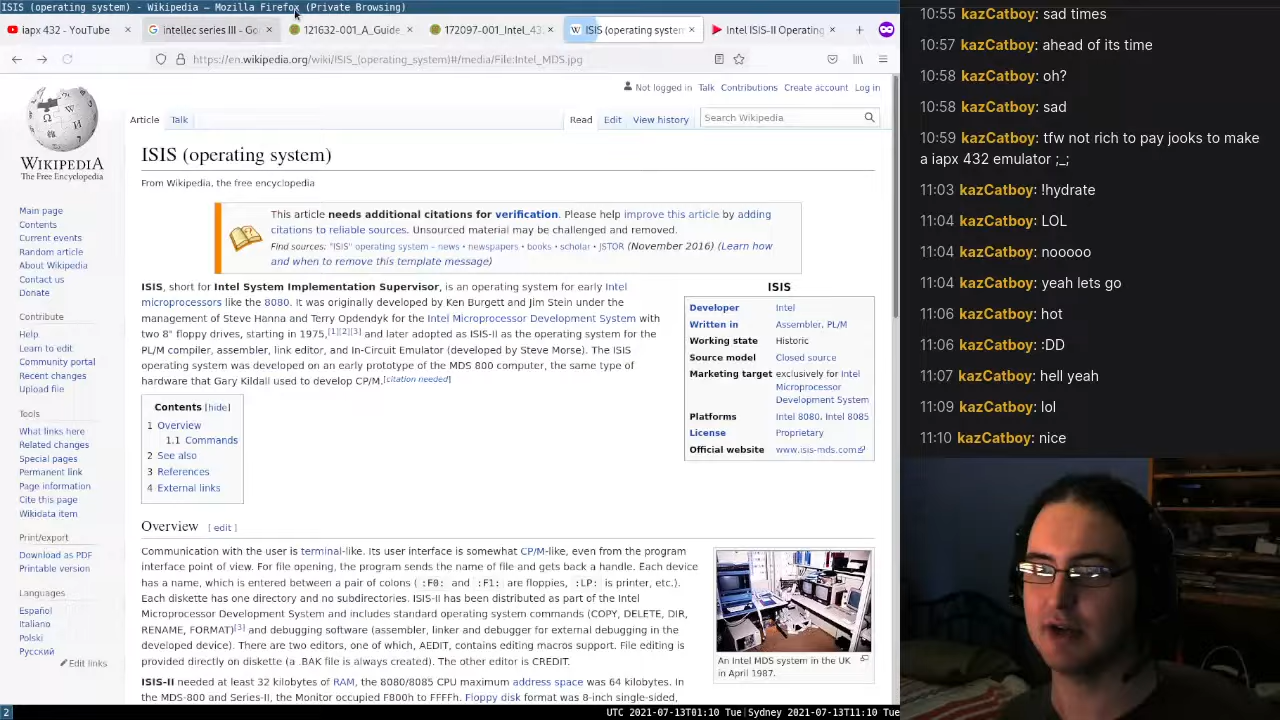 ISIS (operating system) - Wikipedia — Mozilla Firefox (Private Browsing)
iapx 432 - YouTube
intellec series III - Go
121632-001_A_Guide_
172097-001_Intel_43
ISIS (operating system
Intel ISIS-II Operating
https://en.wikipedia.org/wiki/ISIS_(operating_system)#/media/File:Intel_MDS.jpg
Not logged in Talk Contributions Create account Log in
Article Talk Read Edit View history Search Wikipedia
WIKIPEDIA
The Free Encyclopedia
Main page
Contents
Current events
Random article
About Wikipedia
Contact us
Donate
Contribute
Help
Learn to edit
Community portal
Recent changes
Upload file
Tools
What links here
Related changes
Special pages
Permanent link
Page information
Cite this page
Wikidata item
Print/export
Download as PDF
Printable version
Languages
Español
Italiano
Polski
Русский
Edit links
ISIS (operating system)
From Wikipedia, the free encyclopedia
This article needs additional citations for verification. Please help improve this article by adding
citations to reliable sources. Unsourced material may be challenged and removed.
Find sources: "ISIS" operating system – news · newspapers · books · scholar · JSTOR (November 2016) (Learn how
and when to remove this template message)
ISIS, short for Intel System Implementation Supervisor, is an operating system for early Intel
microprocessors like the 8080. It was originally developed by Ken Burgett and Jim Stein under the
management of Steve Hanna and Terry Opdendyk for the Intel Microprocessor Development System with
two 8" floppy drives, starting in 1975,[1][2][3] and later adopted as ISIS-II as the operating system for the
PL/M compiler, assembler, link editor, and In-Circuit Emulator (developed by Steve Morse). The ISIS
operating system was developed on an early prototype of the MDS 800 computer, the same type of
hardware that Gary Kildall used to develop CP/M.[citation needed]
ISIS
Developer Intel
Written in Assembler, PL/M
Working state Historic
Source model Closed source
Marketing target exclusively for Intel
Microprocessor
Development System
Platforms Intel 8080, Intel 8085
License Proprietary
Official website www.isis-mds.com
Contents [hide]
1 Overview
1.1 Commands
2 See also
3 References
4 External links
Overview [ edit ]
Communication with the user is terminal-like. Its user interface is somewhat CP/M-like, even from the program
interface point of view. For file opening, the program sends the name of file and gets back a handle. Each device
has a name, which is entered between a pair of colons ( :F0: and :F1: are floppies, :LP: is printer, etc.).
Each diskette has one directory and no subdirectories. ISIS-II has been distributed as part of the Intel
Microprocessor Development System and includes standard operating system commands (COPY, DELETE, DIR,
RENAME, FORMAT)[3] and debugging software (assembler, linker and debugger for external debugging in the
developed device). There are two editors, one of which, AEDIT, contains editing macros support. File editing is
provided directly on diskette (a .BAK file is always created). The other editor is CREDIT.
ISIS-II needed at least 32 kilobytes of RAM, the 8080/8085 CPU maximum address space was 64 kilobytes. In
the MDS-800 and Series-II, the Monitor occupied F800h to FFFFh. Floppy disk format was 8-inch single-sided,
An Intel MDS system in the UK
in April 1987.
2
UTC 2021-07-13T01:10 Tue|Sydney 2021-07-13T11:10 Tue
10:55 kazCatboy: sad times
10:57 kazCatboy: ahead of its time
10:58 kazCatboy: oh?
10:58 kazCatboy: sad
10:59 kazCatboy: tfw not rich to pay jooks to make
a iapx 432 emulator ;_;
11:03 kazCatboy: !hydrate
11:04 kazCatboy: LOL
11:04 kazCatboy: nooooo
11:04 kazCatboy: yeah lets go
11:06 kazCatboy: hot
11:06 kazCatboy: :DD
11:07 kazCatboy: hell yeah
11:09 kazCatboy: lol
11:10 kazCatboy: nice